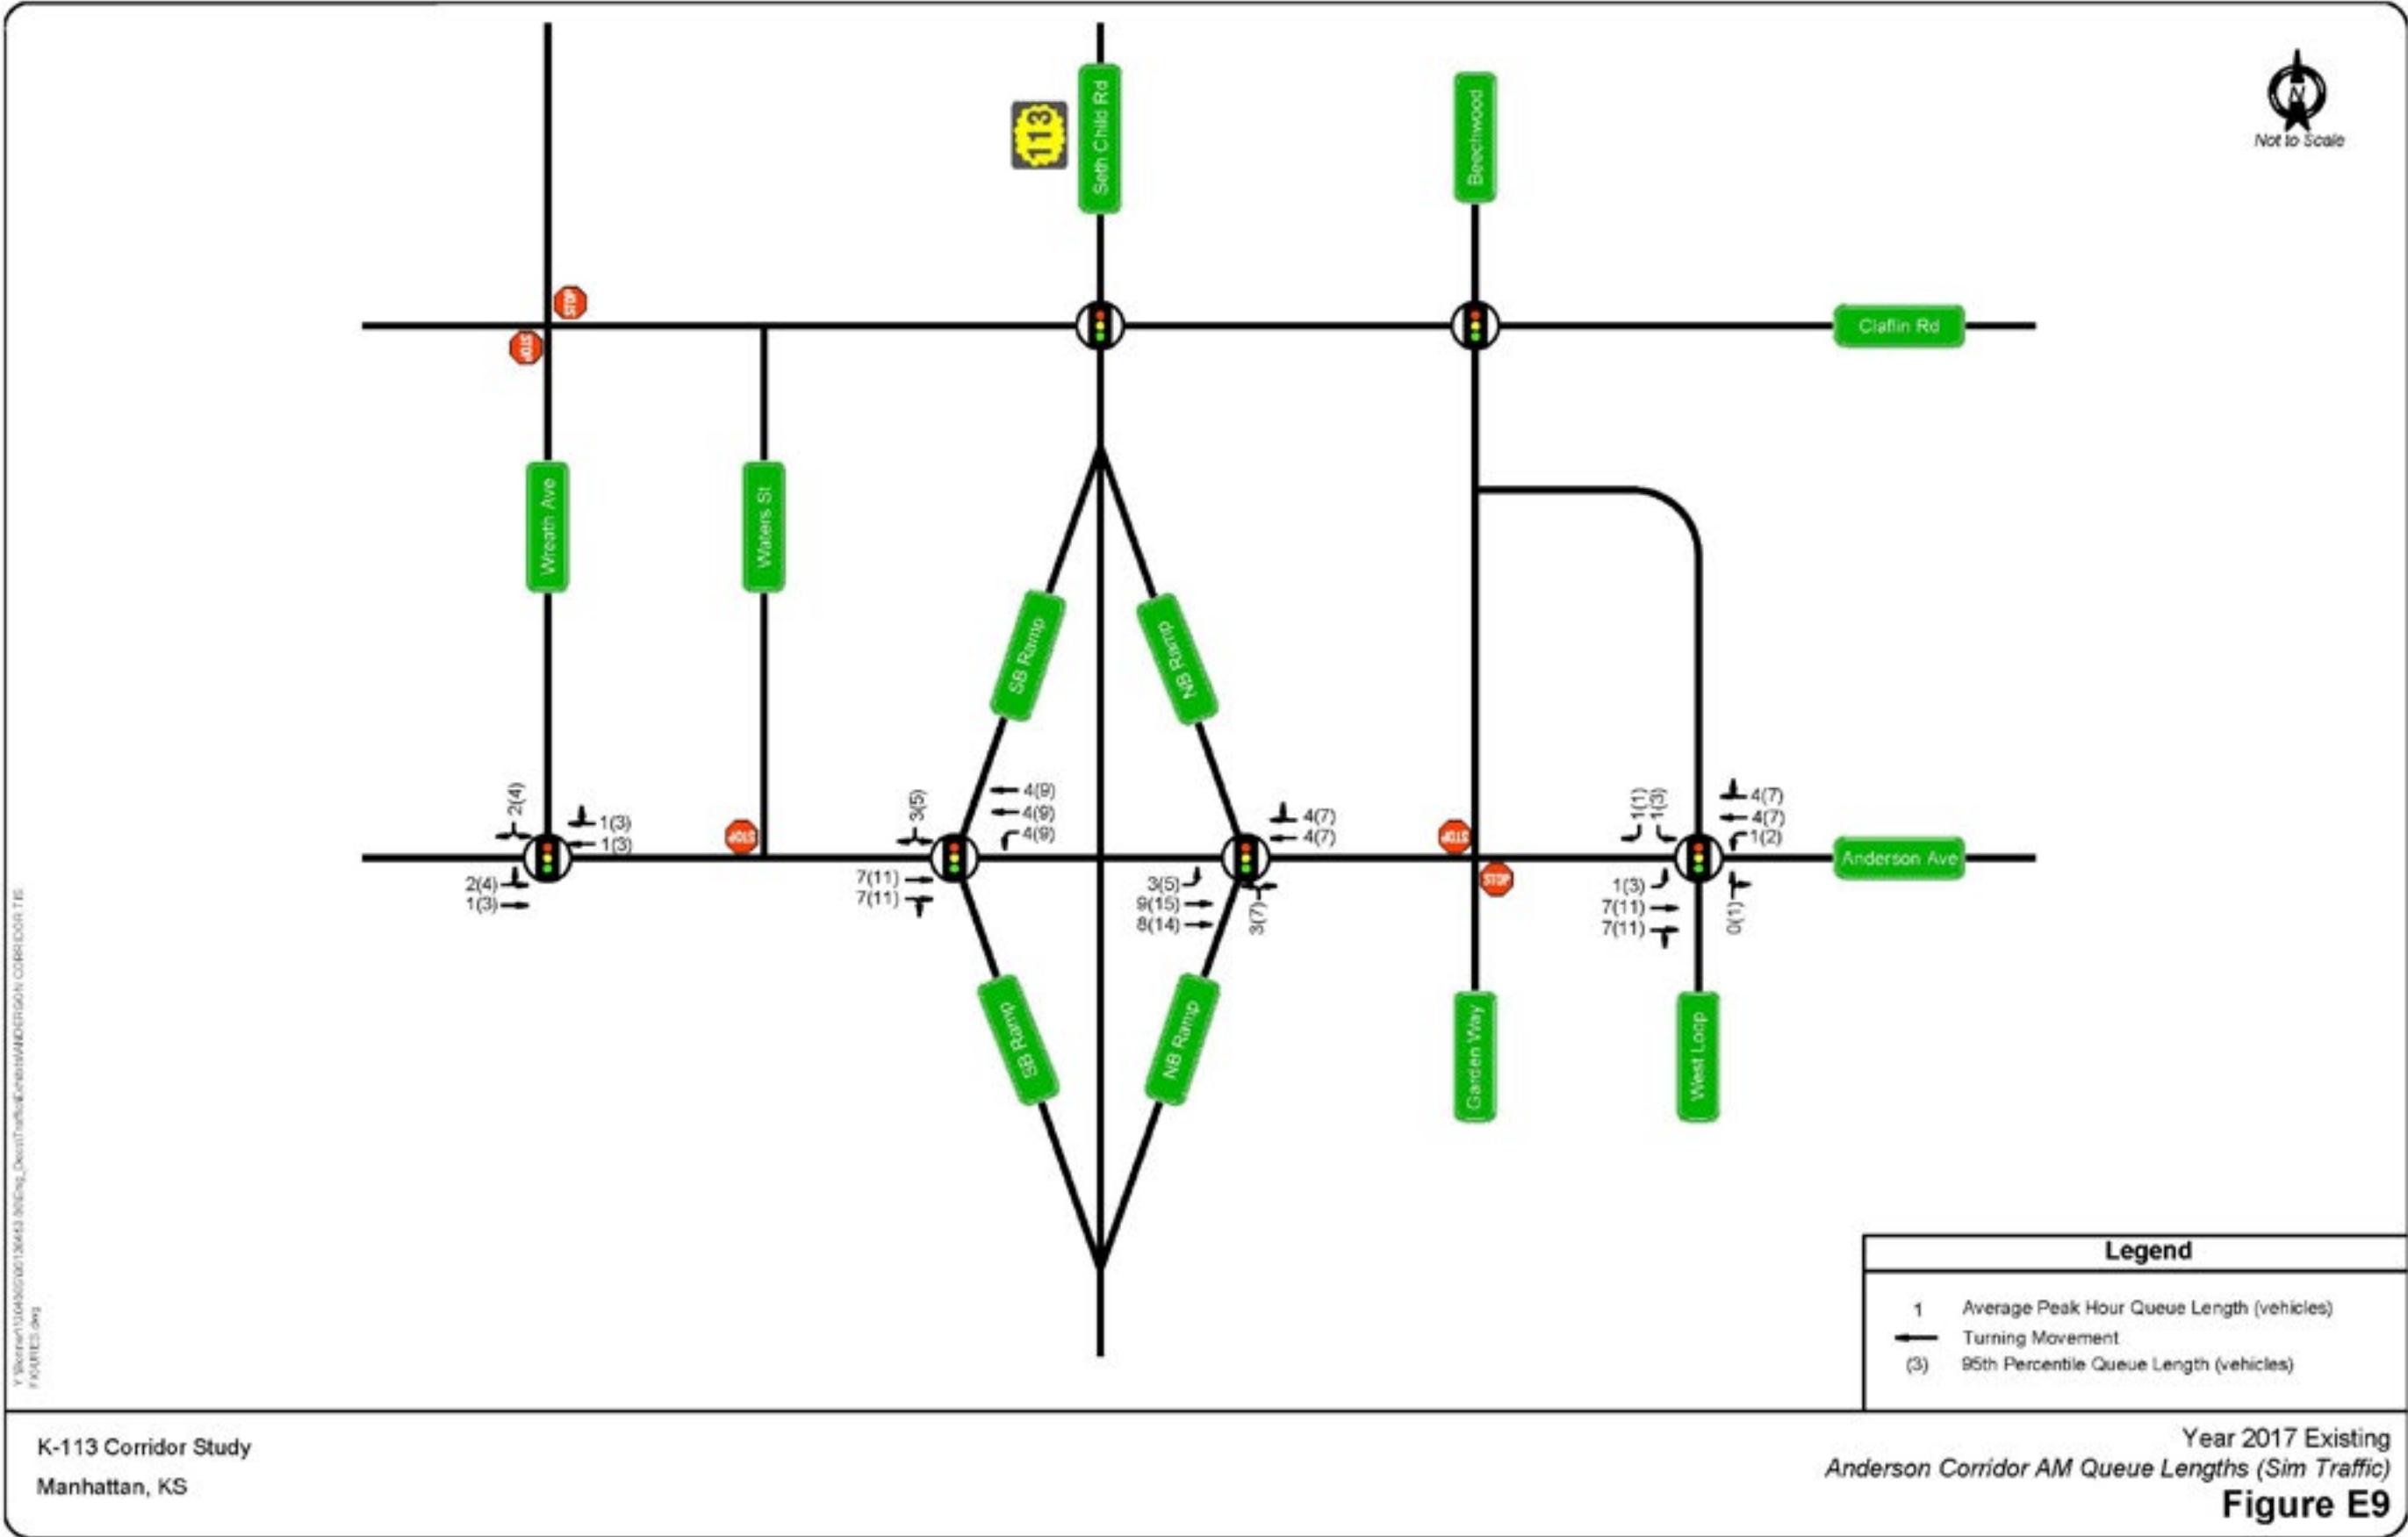 113
Seth Child Rd
Beechwood
N
Not to Scale
STOP
STOP
Claflin Rd
Wreath Ave
Waters St
SB Ramp
NB Ramp
2(4)
1(3)
1(3)
STOP
3(5)
4(9)
4(9)
4(9)
4(7)
4(7)
STOP
1(1)
1(3)
4(7)
4(7)
1(2)
Anderson Ave
2(4)
1(3)
7(11)
7(11)
3(5)
9(15)
8(14)
3(7)
STOP
1(3)
7(11)
7(11)
0(1)
SB Ramp
NB Ramp
Garden Way
West Loop
Legend
1 Average Peak Hour Queue Length (vehicles)
Turning Movement
(3) 95th Percentile Queue Length (vehicles)
FIGURES.dwg
K-113 Corridor Study
Manhattan, KS
Year 2017 Existing
Anderson Corridor AM Queue Lengths (Sim Traffic)
Figure E9